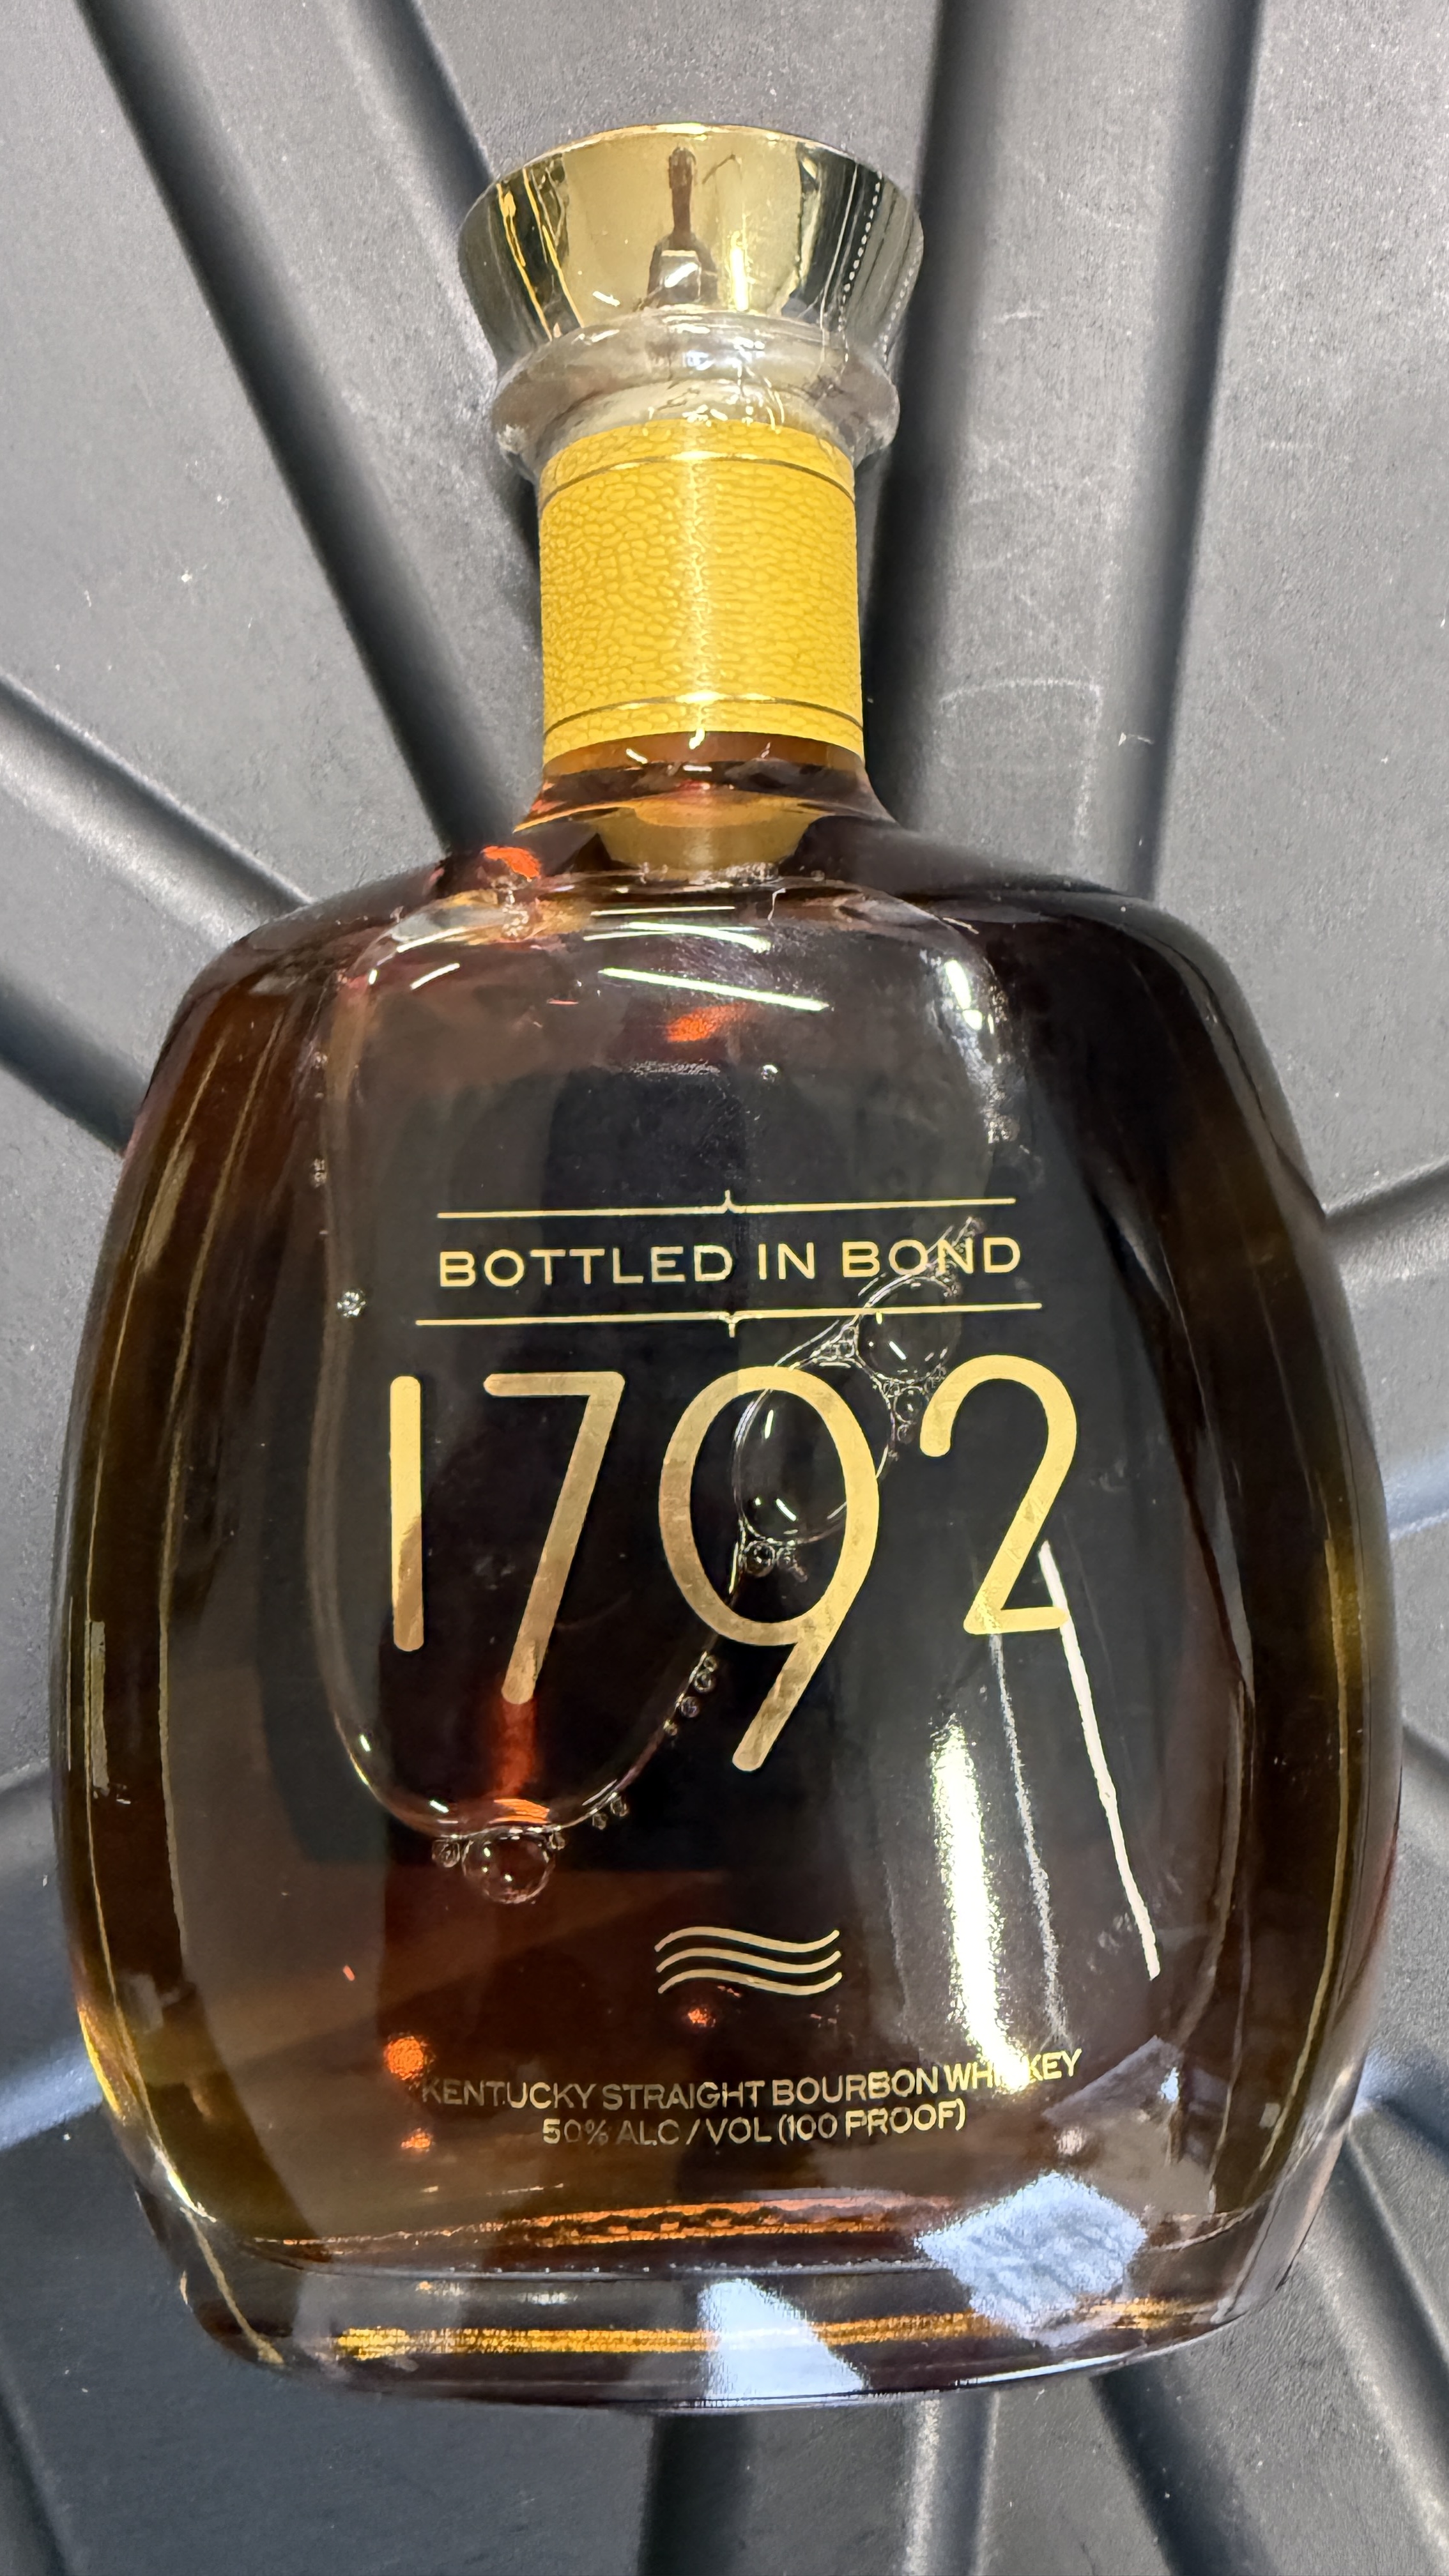 BOTTLED IN BOND
1792
KENTUCKY STRAIGHT BOURBON WHISKEY
50% ALC / VOL (100 PROOF)